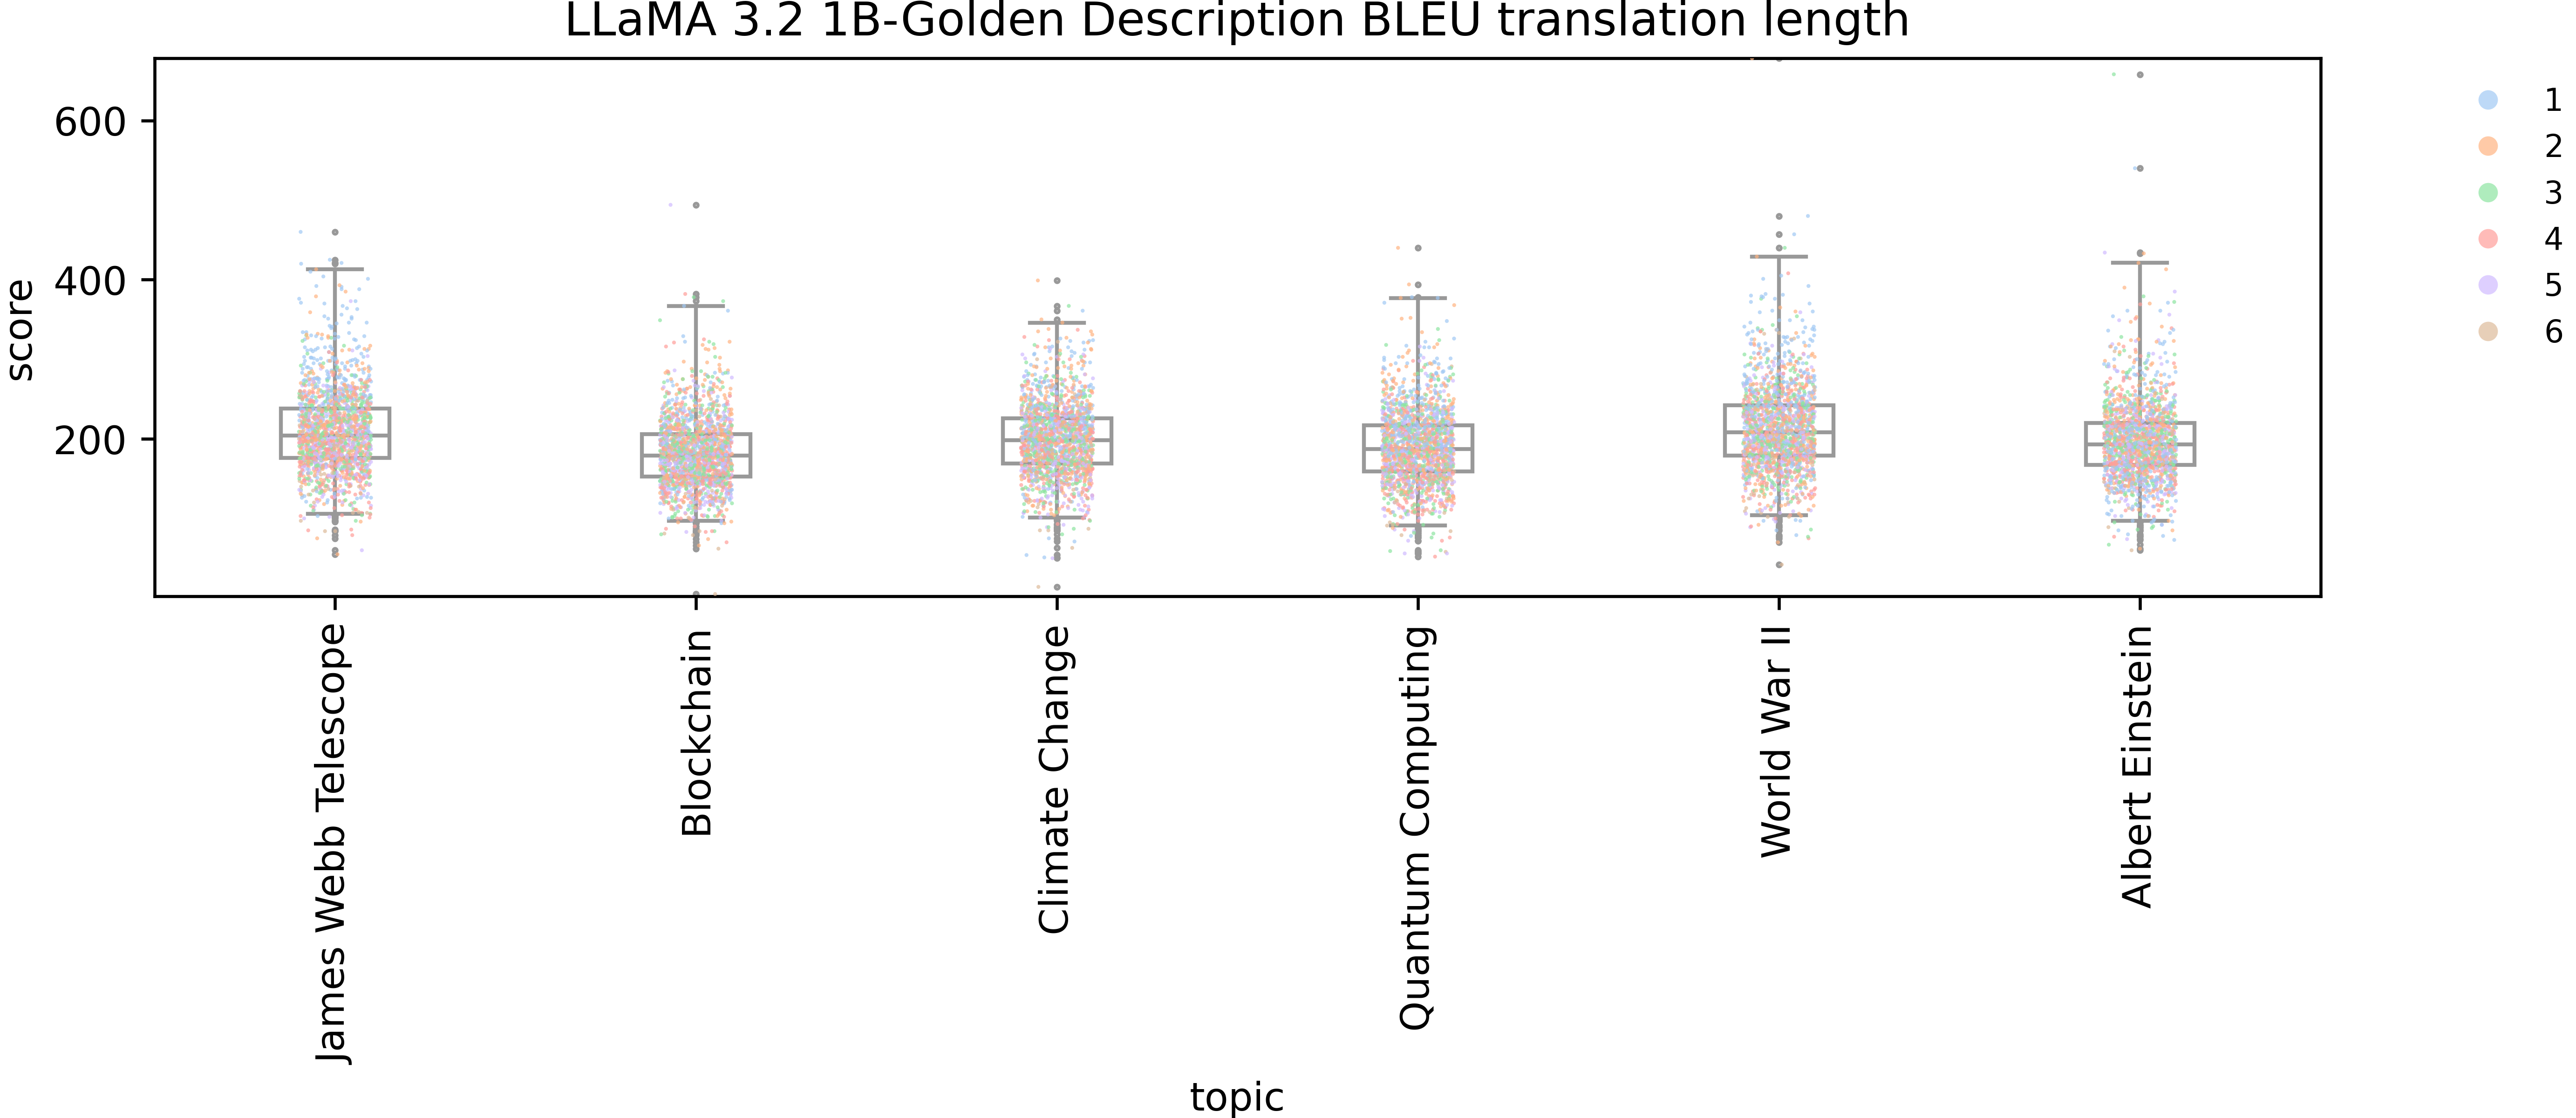 LLaMA 3.2 1B-Golden Description BLEU translation length
600
400
200
score
1
2
3
4
5
6
James Webb Telescope
Blockchain
Climate Change
Quantum Computing
World War II
Albert Einstein
topic